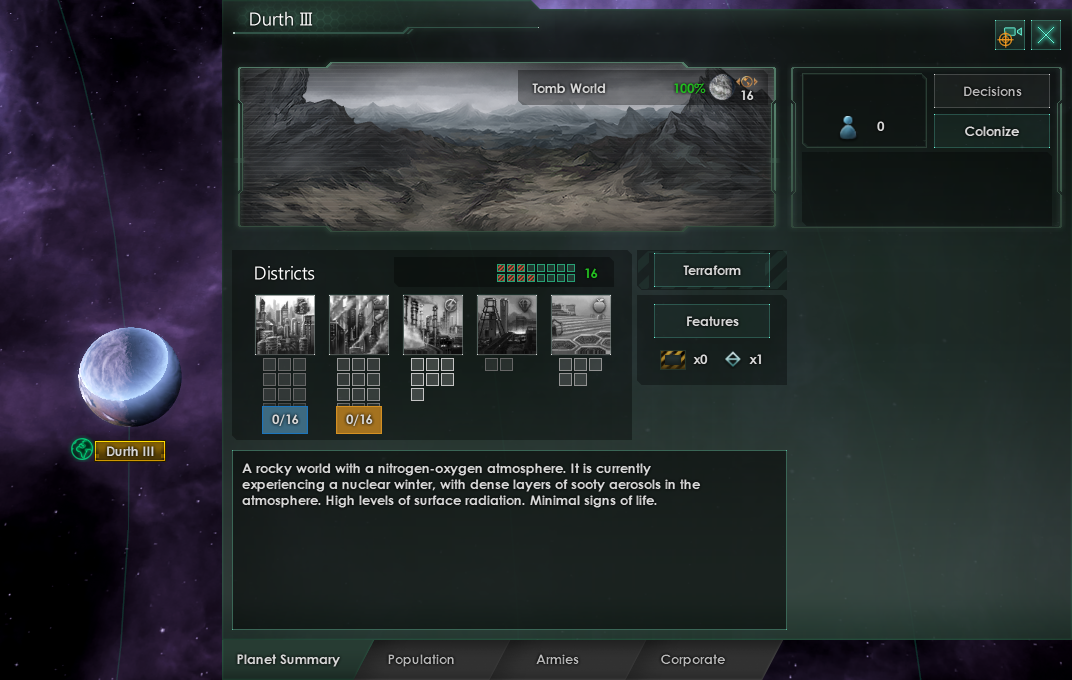 Durth III
Tomb World
100%
16
Decisions
0
Colonize
Districts
16
Terraform
Features
x0
x1
0/16
0/16
Durth III
A rocky world with a nitrogen-oxygen atmosphere. It is currently
experiencing a nuclear winter, with dense layers of sooty aerosols in the
atmosphere. High levels of surface radiation. Minimal signs of life.
Planet Summary
Population
Armies
Corporate